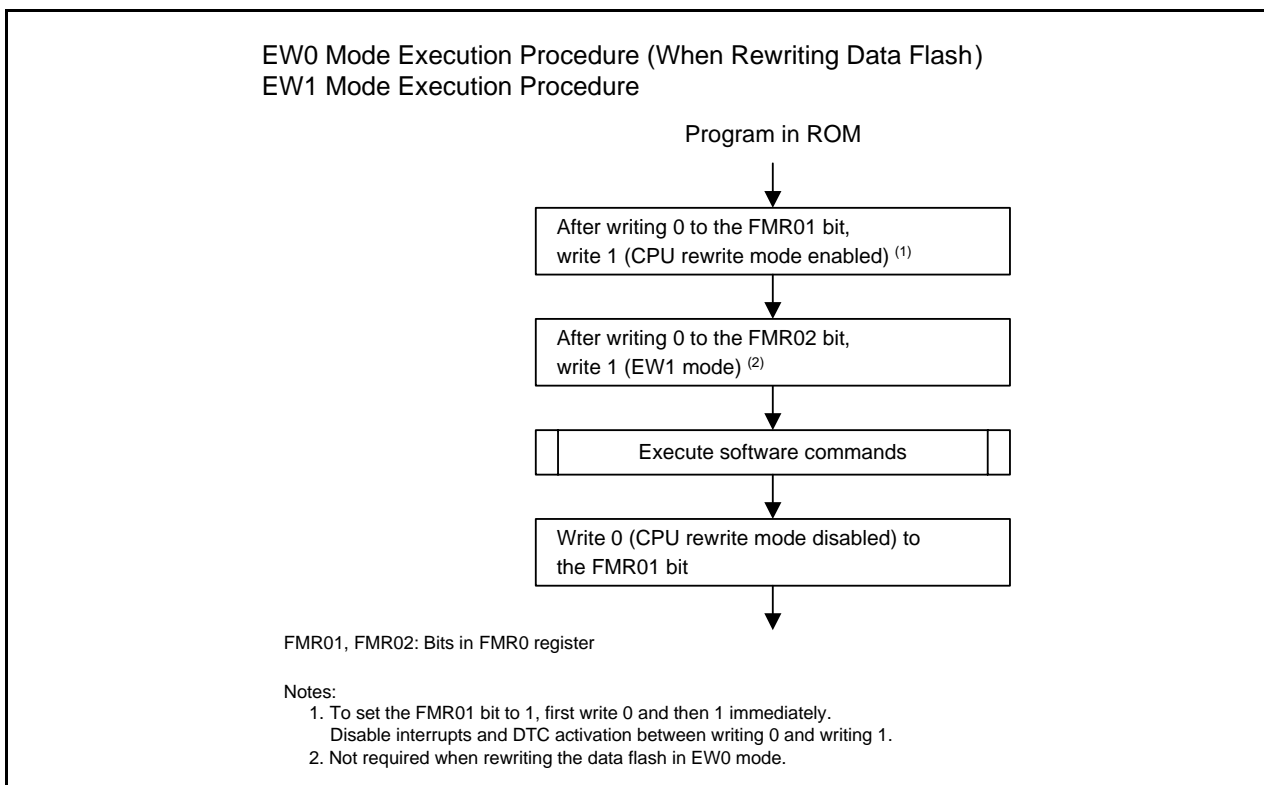 EW0 Mode Execution Procedure (When Rewriting Data Flash)
EW1 Mode Execution Procedure
Program in ROM
After writing 0 to the FMR01 bit,
write 1 (CPU rewrite mode enabled) (1)
After writing 0 to the FMR02 bit,
write 1 (EW1 mode) (2)
Execute software commands
Write 0 (CPU rewrite mode disabled) to
the FMR01 bit
FMR01, FMR02: Bits in FMR0 register
Notes:
1. To set the FMR01 bit to 1, first write 0 and then 1 immediately.
Disable interrupts and DTC activation between writing 0 and writing 1.
2. Not required when rewriting the data flash in EW0 mode.